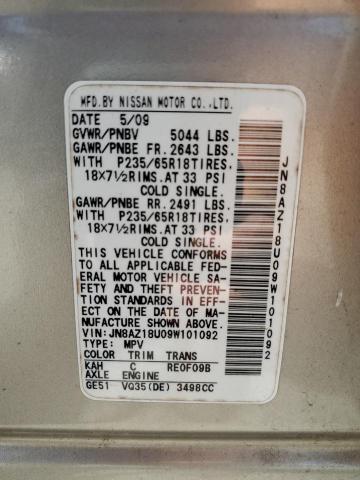 MFD.BY NISSAN MOTOR CO.,LTD.
DATE 5/09
GVWR/PNBV 5044 LBS.
GAWR/PNBE FR.2643 LBS.
WITH P235/65R18TIRES,
18X7½RIMS.AT 33 PSI
COLD SINGLE.
GAWR/PNBE RR.2491 LBS.
WITH P235/65R18TIRES,
18X7½RIMS.AT 33 PSI
COLD SINGLE.
THIS VEHICLE CONFORMS
TO ALL APPLICABLE FED-
ERAL MOTOR VEHICLE SA-
FETY AND THEFT PREVEN-
TION STANDARDS IN EFF-
ECT ON THE DATE OF MA-
NUFACTURE SHOWN ABOVE.
VIN:JN8AZ18U09W101092
TYPE: MPV
COLOR TRIM TRANS
KAH C RE0F09B
AXLE ENGINE
GE51 VQ35(DE) 3498CC
JN8AZ18U09W101092